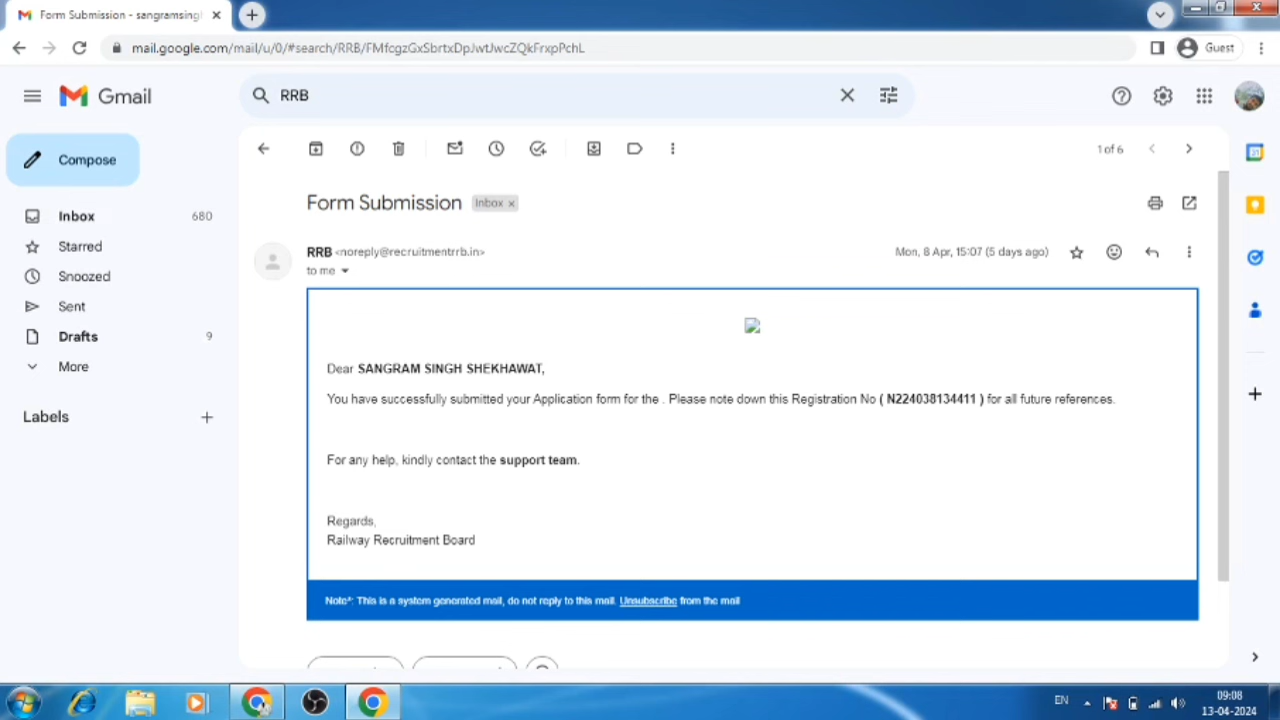 Form Submission - sangramsing
mail.google.com/mail/u/0/#search/RRB/FMfcgzGxSbrtxDpJwtJwcZQkFrxpPchL
Guest
Gmail
RRB
Compose
1 of 6
Inbox 680
Starred
Snoozed
Sent
Drafts 9
More
Labels
Form Submission Inbox x
RRB <noreply@recruitmentrrb.in> Mon, 8 Apr, 15:07 (5 days ago)
to me
Dear SANGRAM SINGH SHEKHAWAT,
You have successfully submitted your Application form for the . Please note down this Registration No ( N224038134411 ) for all future references.
For any help, kindly contact the support team.
Regards,
Railway Recruitment Board
Note*: This is a system generated mail, do not reply to this mail. Unsubscribe from the mail
EN
09:08
13-04-2024